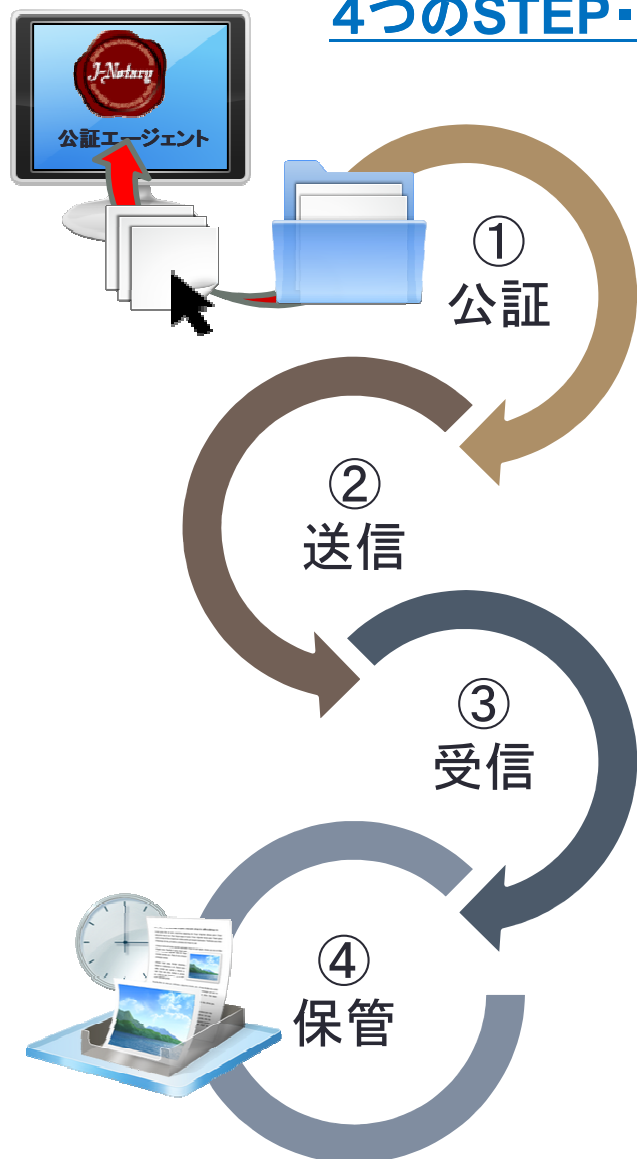 4つのSTEP・
J-Notary
公証エージェント
①
公証
②
送信
③
受信
④
保管